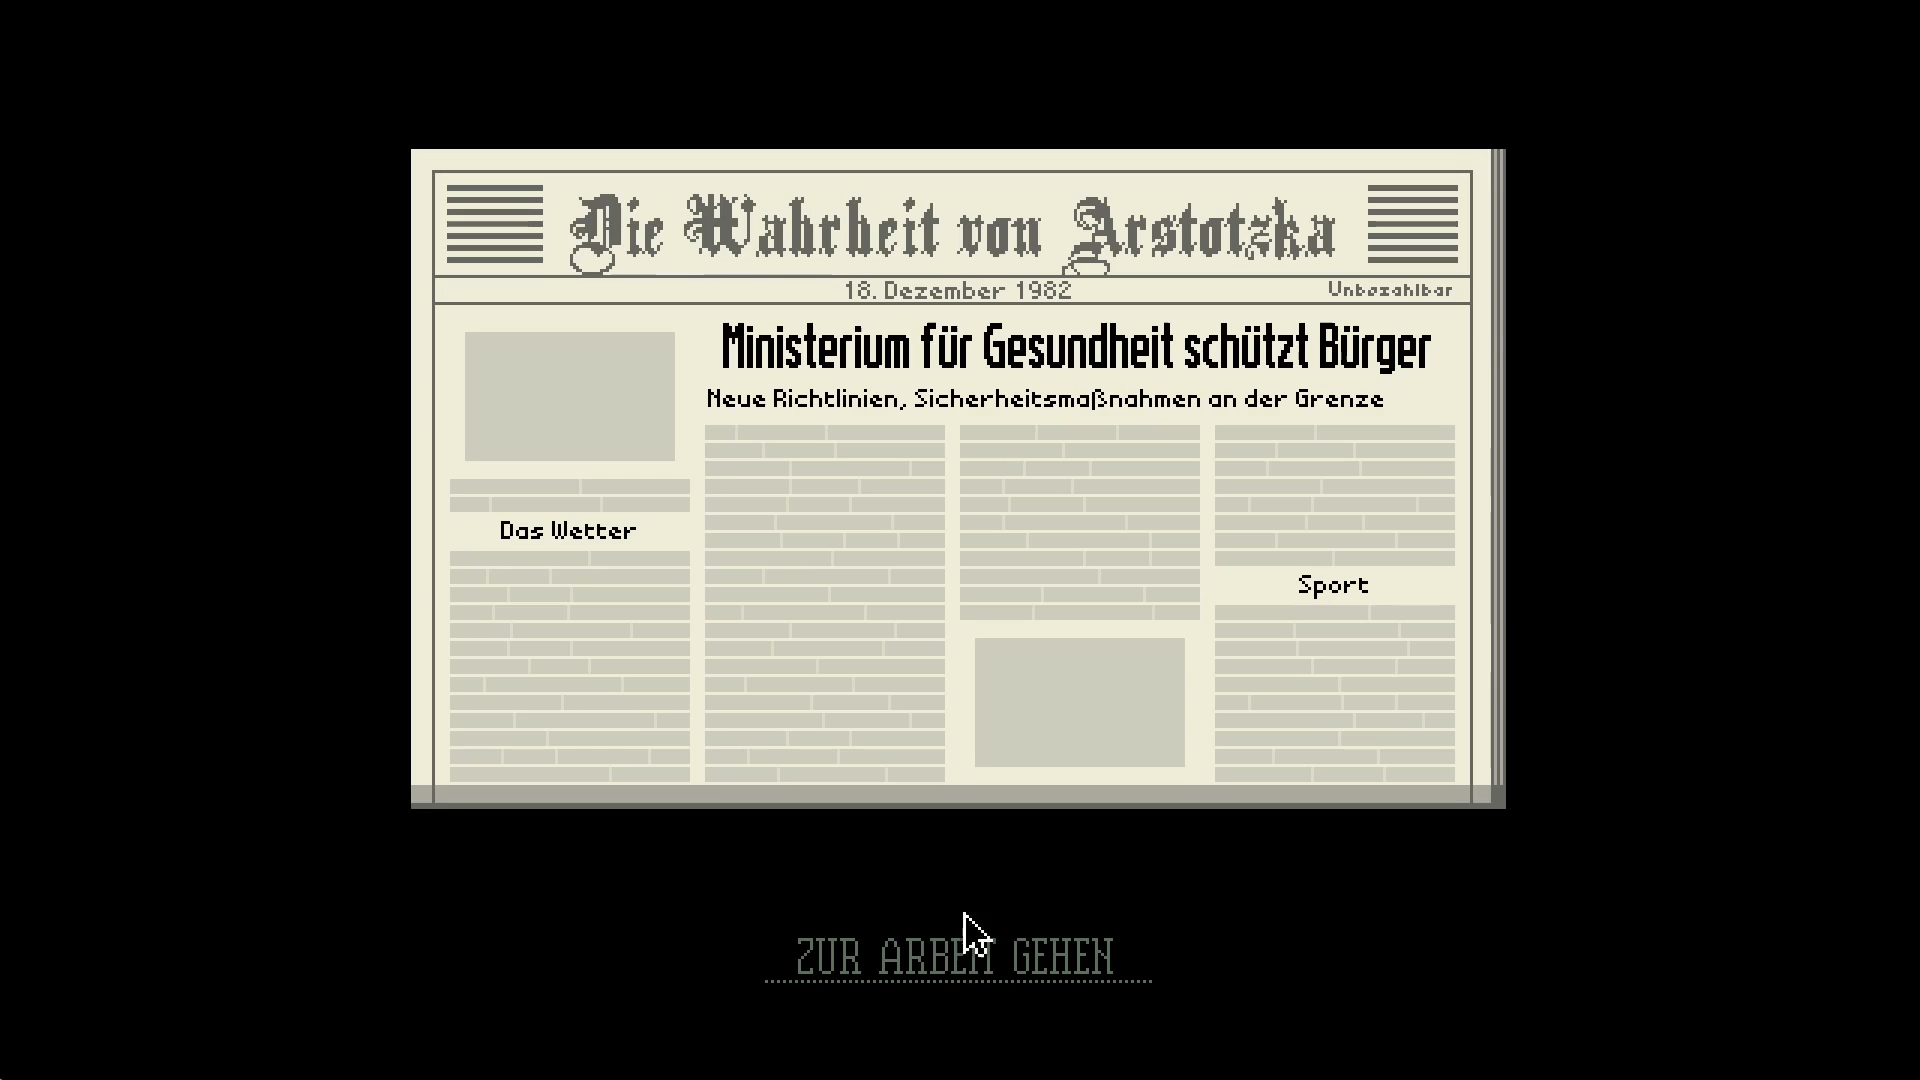 Die Wahrheit von Arstotzka
18. Dezember 1982
Unbezahlbar
Ministerium für Gesundheit schützt Bürger
Neue Richtlinien, Sicherheitsmaßnahmen an der Grenze
Das Wetter
Sport
ZUR ARBEIT GEHEN